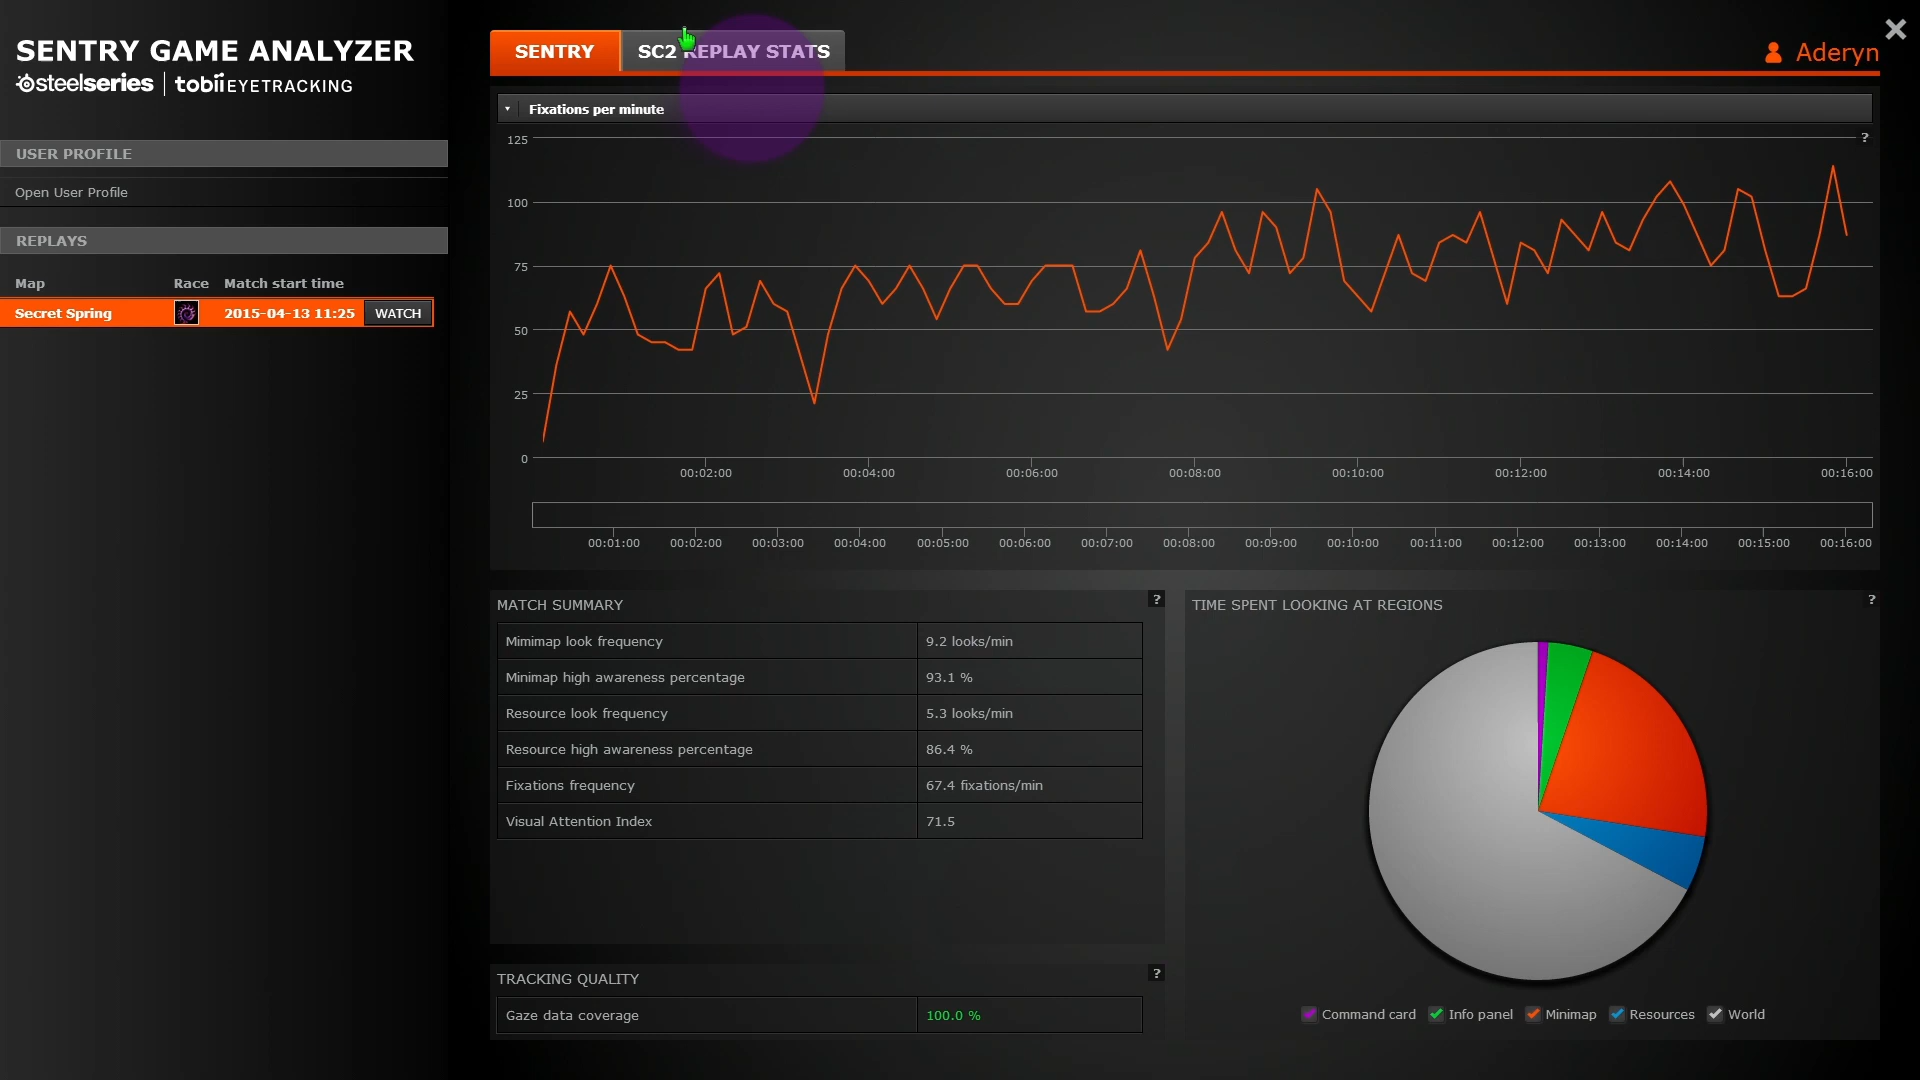 SENTRY GAME ANALYZER
steelseries | tobii EYETRACKING
USER PROFILE
Open User Profile
REPLAYS
Map Race Match start time
Secret Spring 2015-04-13 11:25 WATCH
SENTRY SC2 REPLAY STATS
Aderyn
Fixations per minute
?
125
100
75
50
25
0
00:02:00 00:04:00 00:06:00 00:08:00 00:10:00 00:12:00 00:14:00 00:16:00
00:01:00 00:02:00 00:03:00 00:04:00 00:05:00 00:06:00 00:07:00 00:08:00 00:09:00 00:10:00 00:11:00 00:12:00 00:13:00 00:14:00 00:15:00 00:16:00
MATCH SUMMARY ?
Mimimap look frequency 9.2 looks/min
Minimap high awareness percentage 93.1 %
Resource look frequency 5.3 looks/min
Resource high awareness percentage 86.4 %
Fixations frequency 67.4 fixations/min
Visual Attention Index 71.5
TRACKING QUALITY ?
Gaze data coverage 100.0 %
TIME SPENT LOOKING AT REGIONS ?
Command card Info panel Minimap Resources World